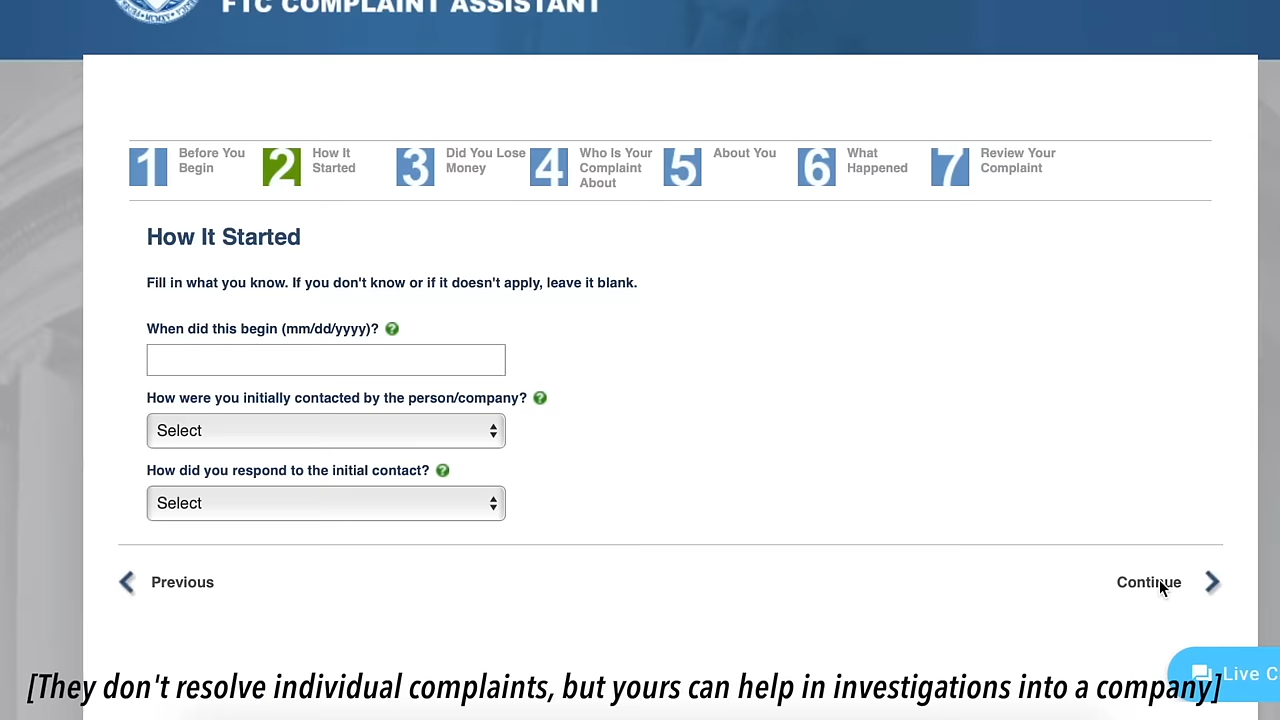 FTC COMPLAINT ASSISTANT
1 Before You Begin
2 How It Started
3 Did You Lose Money
4 Who Is Your Complaint About
5 About You
6 What Happened
7 Review Your Complaint
How It Started
Fill in what you know. If you don't know or if it doesn't apply, leave it blank.
When did this begin (mm/dd/yyyy)? ?
How were you initially contacted by the person/company? ?
Select
How did you respond to the initial contact? ?
Select
Previous
Continue
Live C
[They don't resolve individual complaints, but yours can help in investigations into a company]